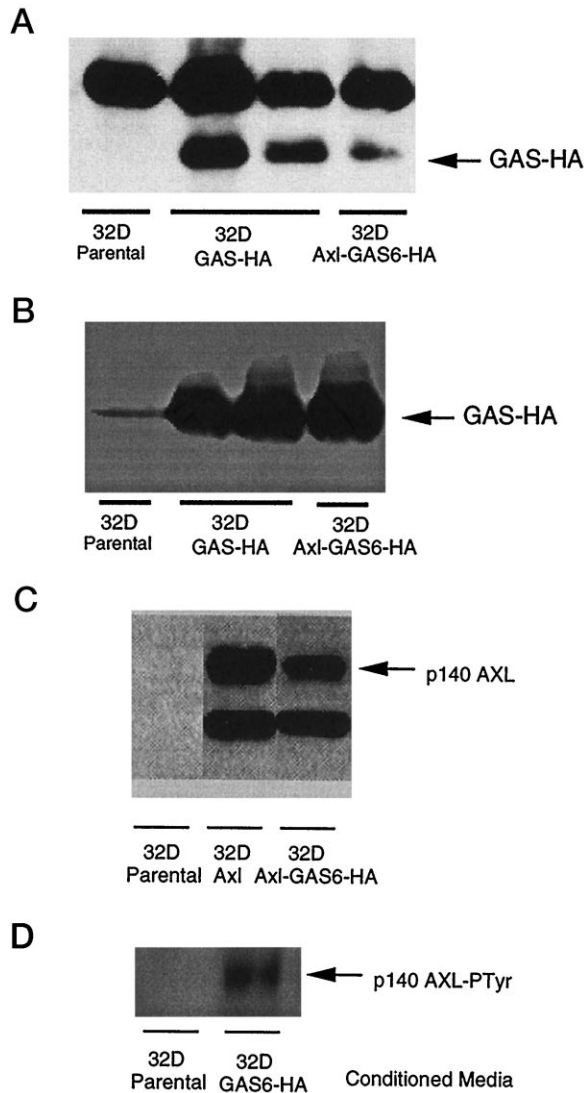 A
GAS-HA
32D 32D 32D
Parental GAS-HA Axl-GAS6-HA
B
GAS-HA
32D 32D 32D
Parental GAS-HA Axl-GAS6-HA
C
p140 AXL
32D 32D 32D
Parental Axl Axl-GAS6-HA
D
p140 AXL-PTyr
32D 32D
Parental GAS6-HA Conditioned Media